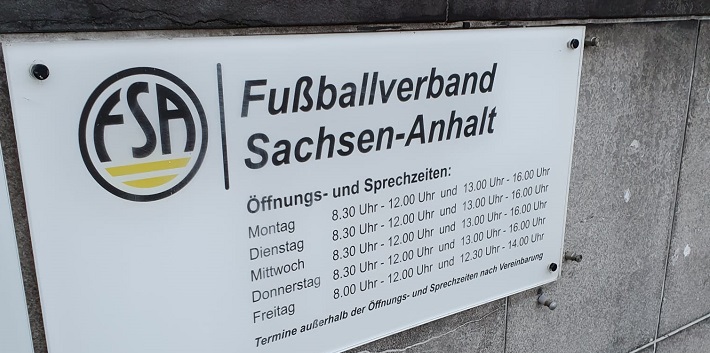 FSA
Fußballverband
Sachsen-Anhalt
Öffnungs- und Sprechzeiten:
Montag 8.30 Uhr - 12.00 Uhr und 13.00 Uhr - 16.00 Uhr
Dienstag 8.30 Uhr - 12.00 Uhr und 13.00 Uhr - 16.00 Uhr
Mittwoch 8.30 Uhr - 12.00 Uhr und 13.00 Uhr - 16.00 Uhr
Donnerstag 8.30 Uhr - 12.00 Uhr und 13.00 Uhr - 16.00 Uhr
Freitag 8.00 Uhr - 12.00 Uhr und 12.30 Uhr - 14.00 Uhr
Termine außerhalb der Öffnungs- und Sprechzeiten nach Vereinbarung